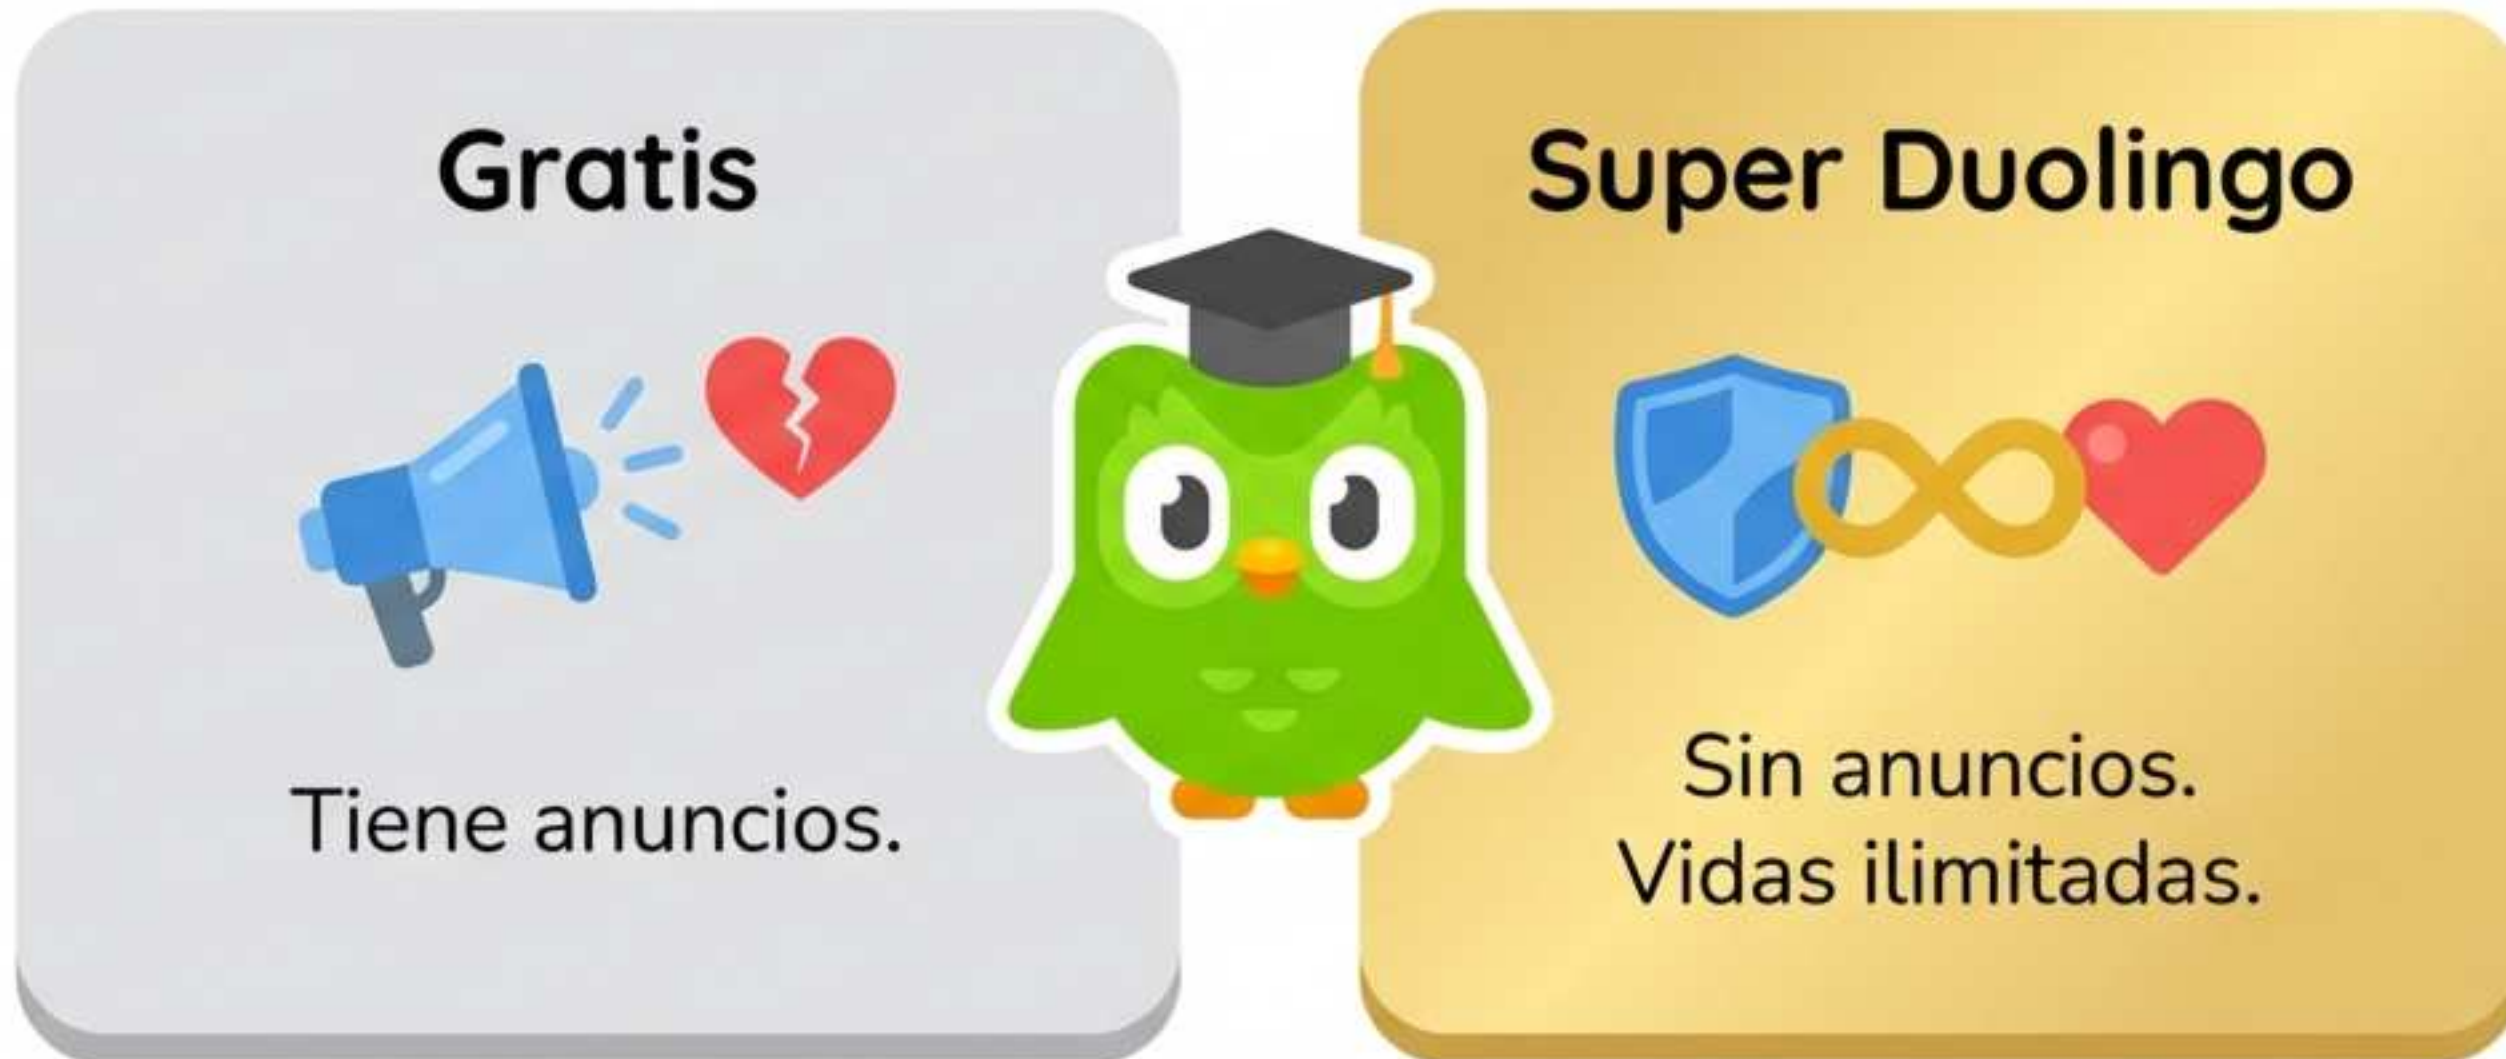 Gratis
Tiene anuncios.
Super Duolingo
Sin anuncios.
Vidas ilimitadas.